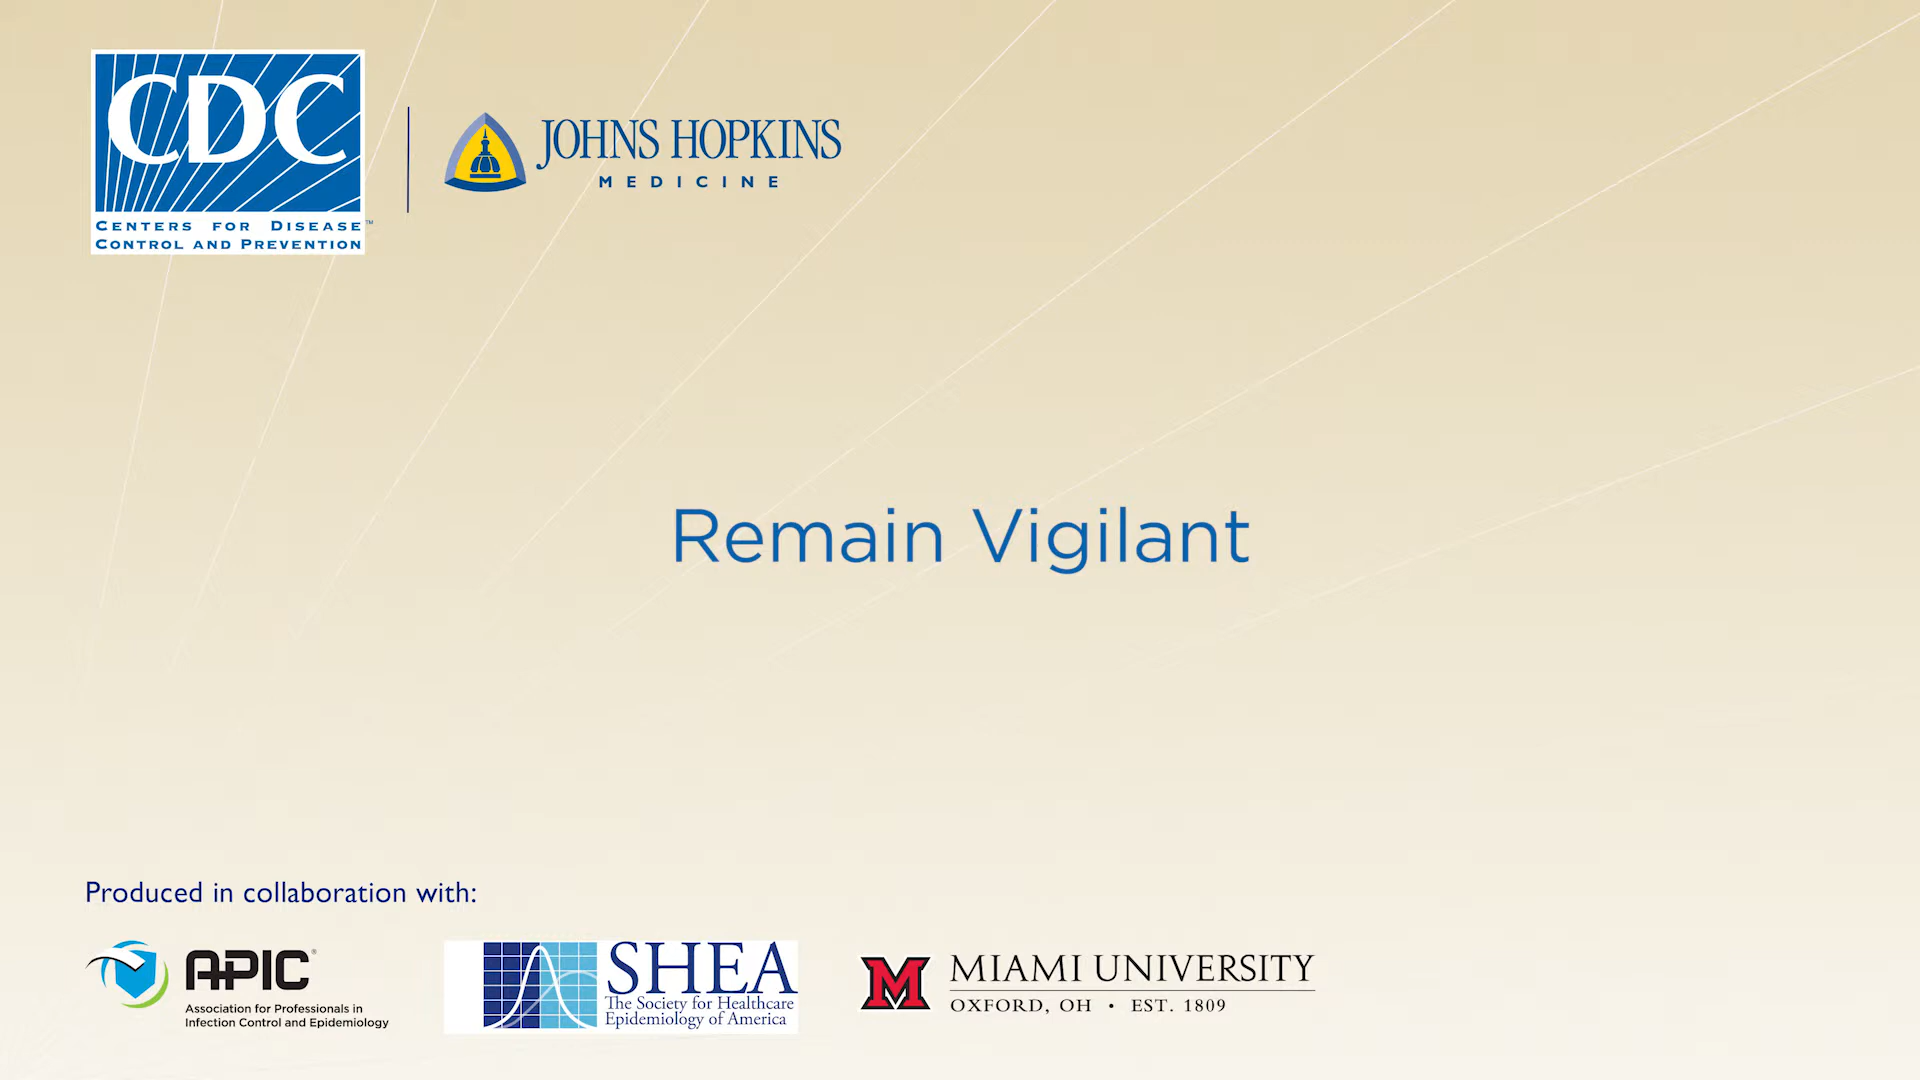 CDC
CENTERS FOR DISEASE™
CONTROL AND PREVENTION
JOHNS HOPKINS
MEDICINE
Remain Vigilant
Produced in collaboration with:
APIC®
Association for Professionals in
Infection Control and Epidemiology
SHEA
The Society for Healthcare
Epidemiology of America
M
MIAMI UNIVERSITY
OXFORD, OH • EST. 1809